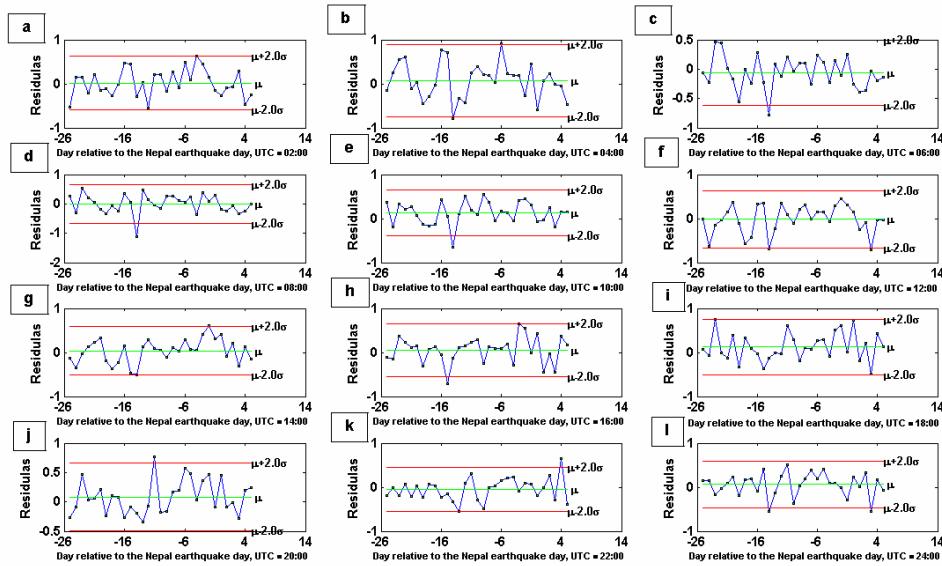 a
1
0
-1
Residulas
μ+2.0σ
μ
μ-2.0σ
-26 -16 -6 4 14
Day relative to the Nepal earthquake day, UTC = 02:00
b
1
0
-1
Residulas
μ+2.0σ
μ
μ-2.0σ
-26 -16 -6 4 14
Day relative to the Nepal earthquake day, UTC = 04:00
c
0.5
0
-0.5
-1
Residulas
μ+2.0σ
μ
μ-2.0σ
-26 -16 -6 4 14
Day relative to the Nepal earthquake day, UTC = 06:00
d
1
0
-1
-2
Residulas
μ+2.0σ
μ
μ-2.0σ
-26 -16 -6 4 14
Day relative to the Nepal earthquake day, UTC = 08:00
e
1
0
-1
Residulas
μ+2.0σ
μ
μ-2.0σ
-26 -16 -6 4 14
Day relative to the Nepal earthquake day, UTC = 10:00
f
1
0
-1
Residulas
μ+2.0σ
μ
μ-2.0σ
-26 -16 -6 4 14
Day relative to the Nepal earthquake day, UTC = 12:00
g
1
0
-1
Residulas
μ+2.0σ
μ
μ-2.0σ
-26 -16 -6 4 14
Day relative to the Nepal earthquake day, UTC = 14:00
h
1
0
-1
Residulas
μ+2.0σ
μ
μ-2.0σ
-26 -16 -6 4 14
Day relative to the Nepal earthquake day, UTC = 16:00
i
1
0
-1
Residulas
μ+2.0σ
μ
μ-2.0σ
-26 -16 -6 4 14
Day relative to the Nepal earthquake day, UTC = 18:00
j
1
0.5
0
-0.5
Residulas
μ+2.0σ
μ
μ-2.0σ
-26 -16 -6 4 14
Day relative to the Nepal earthquake day, UTC = 20:00
k
1
0
-1
Residulas
μ+2.0σ
μ
μ-2.0σ
-26 -16 -6 4 14
Day relative to the Nepal earthquake day, UTC = 22:00
l
1
0
-1
Residulas
μ+2.0σ
μ
μ-2.0σ
-26 -16 -6 4 14
Day relative to the Nepal earthquake day, UTC = 24:00